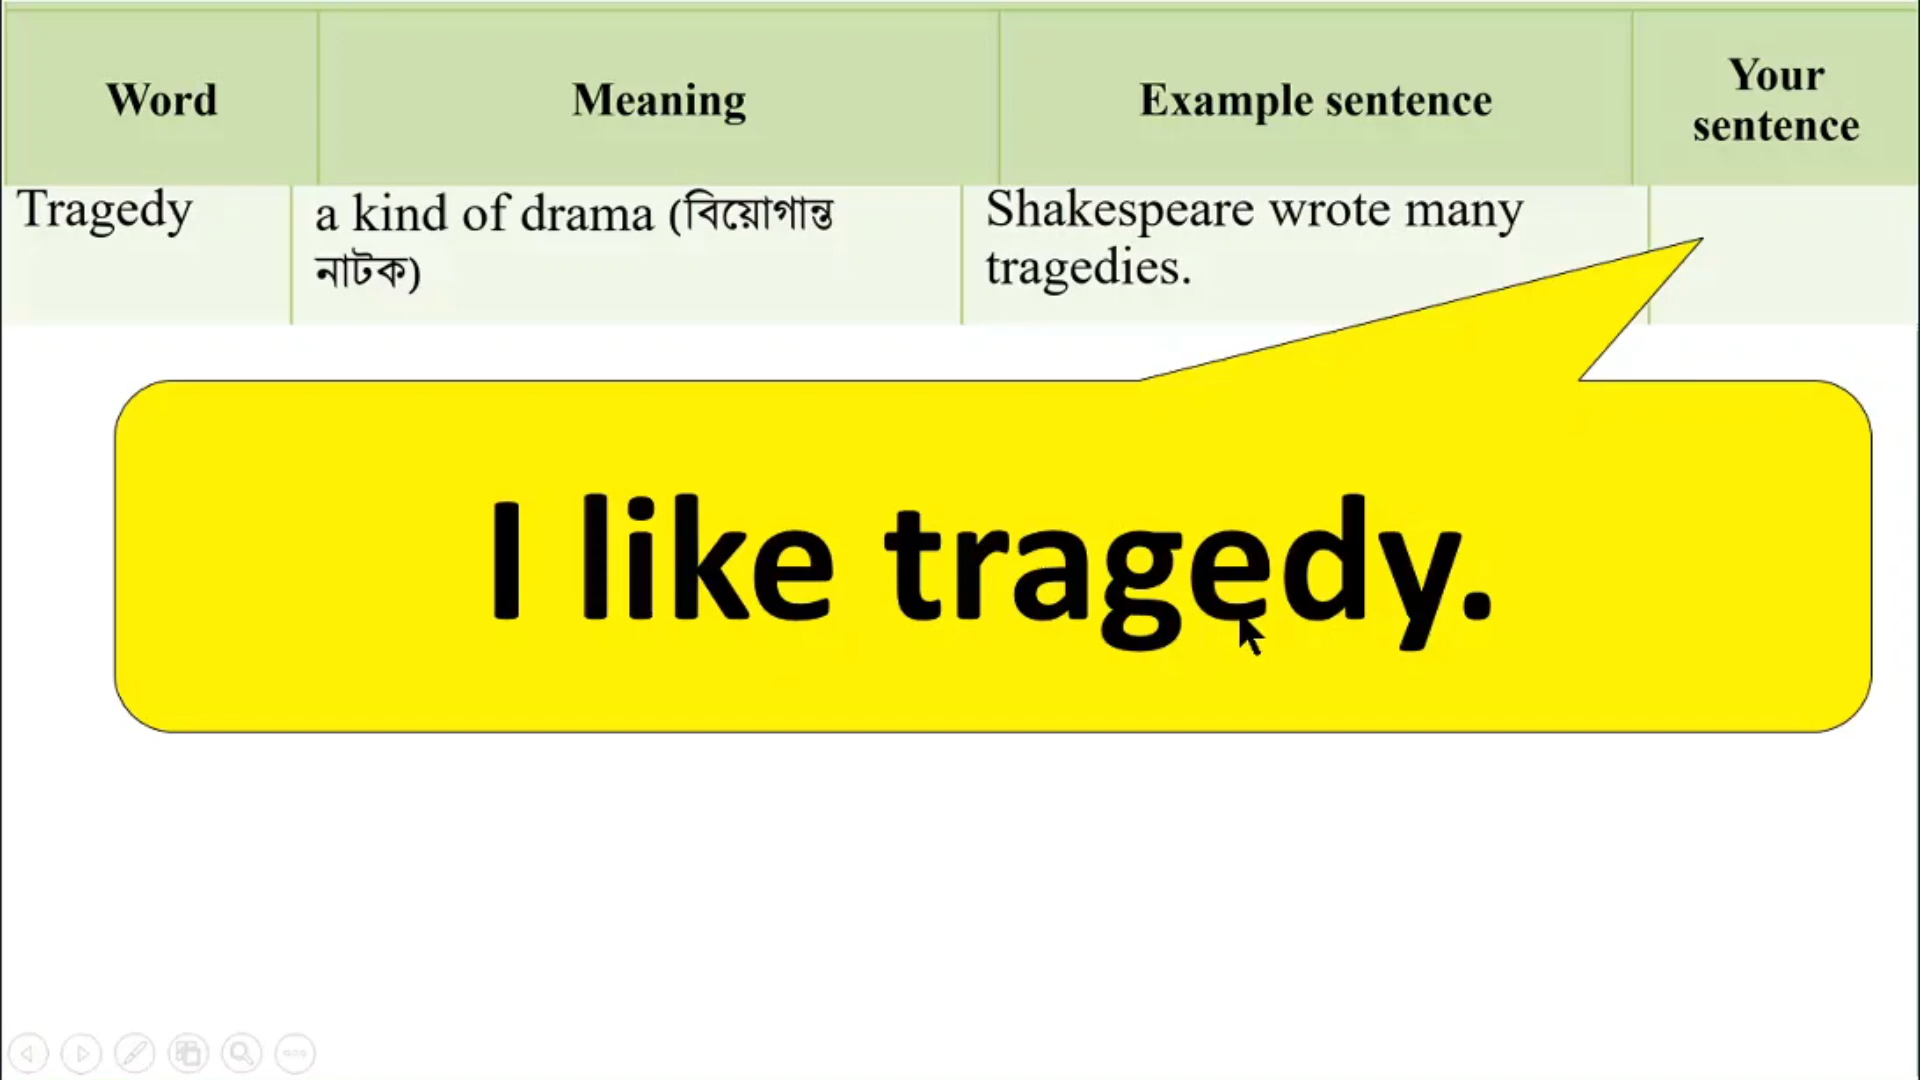 Word
Meaning
Example sentence
Your
sentence
Tragedy
a kind of drama (বিয়োগান্ত
নাটক)
Shakespeare wrote many
tragedies.
I like tragedy.